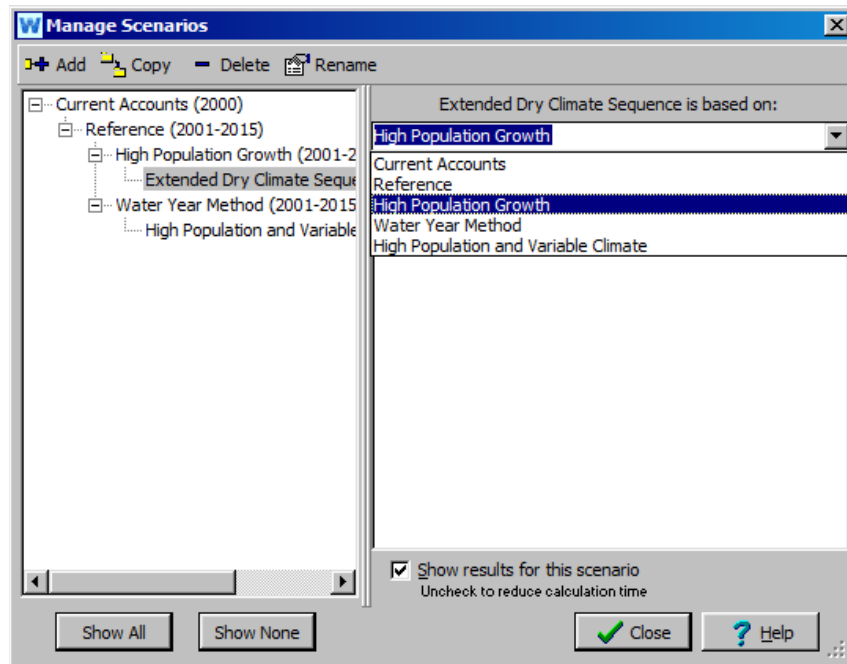 W Manage Scenarios
Add Copy Delete Rename
Current Accounts (2000)
Reference (2001-2015)
High Population Growth (2001-2
Extended Dry Climate Seque
Water Year Method (2001-2015
High Population and Variable
Extended Dry Climate Sequence is based on:
High Population Growth
Current Accounts
Reference
High Population Growth
Water Year Method
High Population and Variable Climate
Show results for this scenario
Uncheck to reduce calculation time
Show All Show None Close Help